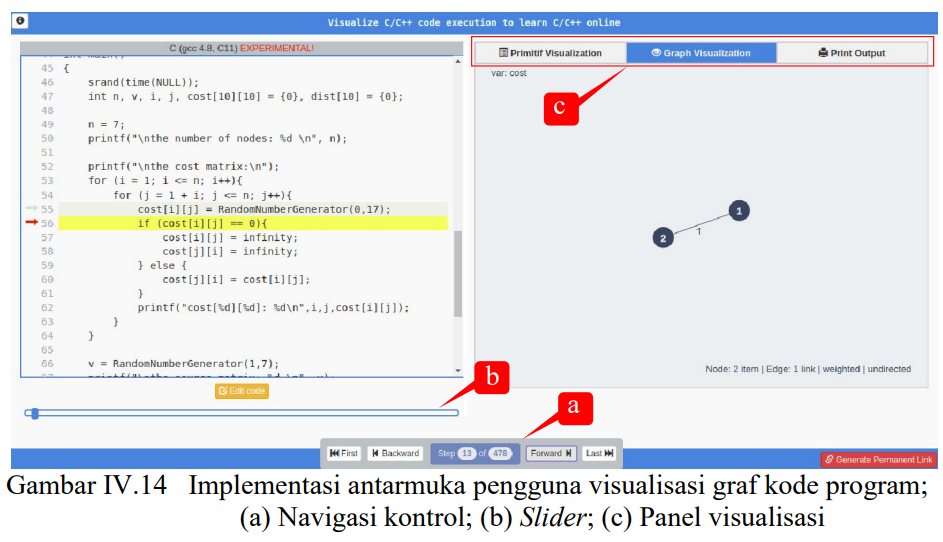 Visualize C/C++ code execution to learn C/C++ online
C (gcc 4.8, C11) EXPERIMENTAL!
45 {
46 srand(time(NULL));
47 int n, v, i, j, cost[10][10] = {0}, dist[10] = {0};
48
49 n = 7;
50 printf("\nthe number of nodes: %d \n", n);
51
52 printf("\nthe cost matrix:\n");
53 for (i = 1; i <= n; i++){
54 for (j = 1 + i; j <= n; j++){
55 cost[i][j] = RandomNumberGenerator(0,17);
56 if (cost[i][j] == 0){
57 cost[i][j] = infinity;
58 cost[j][i] = infinity;
59 } else {
60 cost[j][i] = cost[i][j];
61 }
62 printf("cost[%d][%d]: %d\n",i,j,cost[i][j]);
63 }
64 }
65
66 v = RandomNumberGenerator(1,7);
Edit code
b
Primitif Visualization Graph Visualization Print Output
var: cost
c
1
2
1
Node: 2 item | Edge: 1 link | weighted | undirected
a
First Backward Step 13 of 478 Forward Last
Generate Permanent Link
Gambar IV.14 Implementasi antarmuka pengguna visualisasi graf kode program;
(a) Navigasi kontrol; (b) Slider; (c) Panel visualisasi